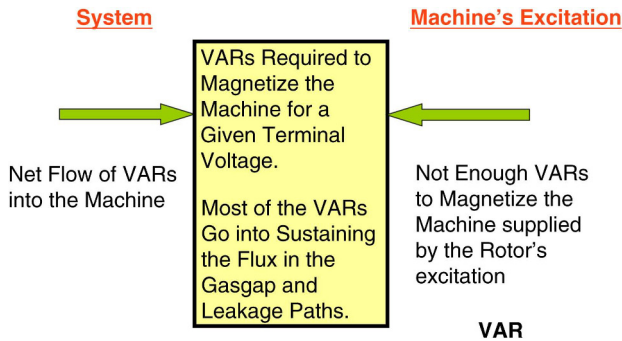 System
Machine's Excitation
VARs Required to
Magnetize the
Machine for a
Given Terminal
Voltage.
Most of the VARs
Go into Sustaining
the Flux in the
Gasgap and
Leakage Paths.
Net Flow of VARs
into the Machine
Not Enough VARs
to Magnetize the
Machine supplied
by the Rotor's
excitation
VAR